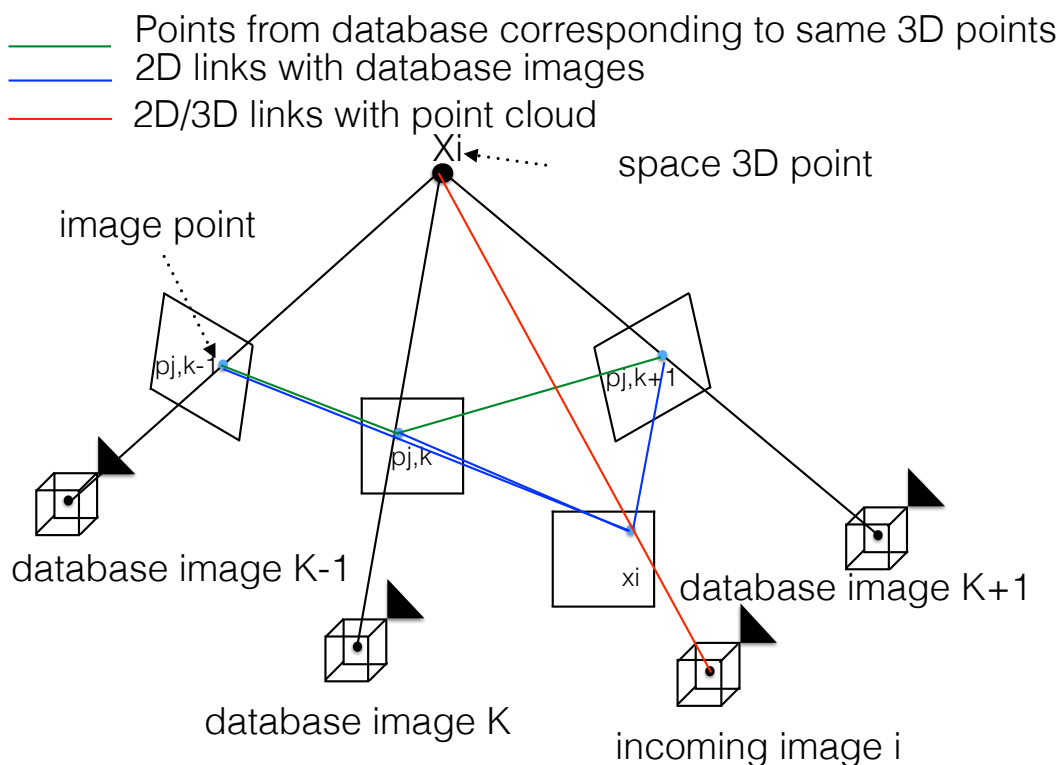 Points from database corresponding to same 3D points
2D links with database images
2D/3D links with point cloud
Xi
space 3D point
image point
pj,k-1
pj,k+1
pj,k
xi
database image K-1
database image K+1
database image K
incoming image i